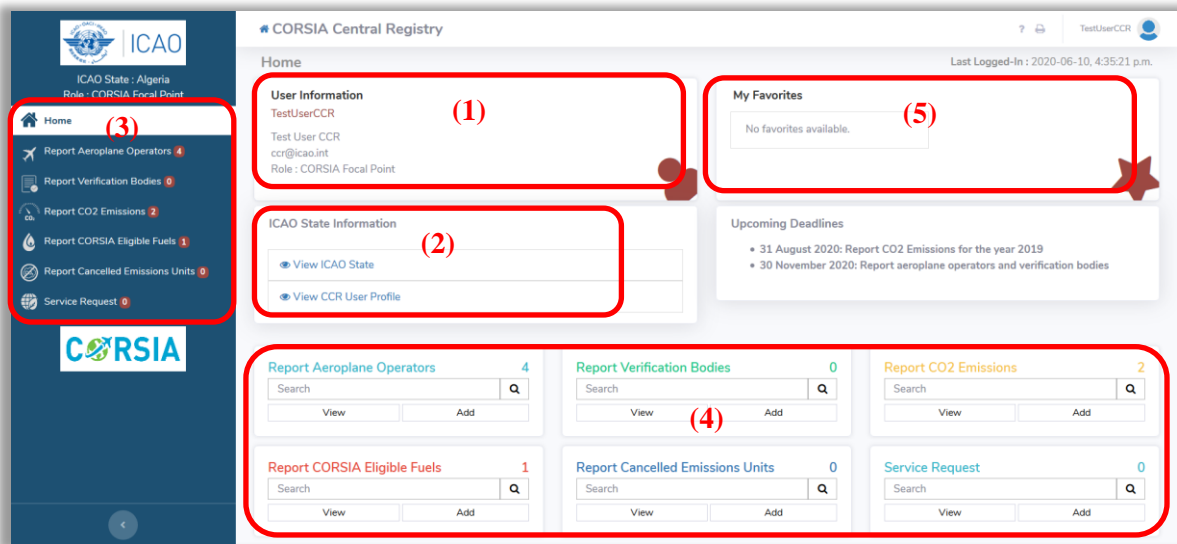 ICAO
ICAO State : Algeria
Role : CORSIA Focal Point
Home
(3)
Report Aeroplane Operators 4
Report Verification Bodies 0
CO₂
Report CO2 Emissions 2
Report CORSIA Eligible Fuels 1
Report Cancelled Emissions Units 0
Service Request 0
CORSIA
CORSIA Central Registry
?
TestUserCCR
Home
Last Logged-In : 2020-06-10, 4:35:21 p.m.
User Information
(1)
TestUserCCR
Test User CCR
ccr@icao.int
Role : CORSIA Focal Point
My Favorites
(5)
No favorites available.
ICAO State Information
(2)
View ICAO State
View CCR User Profile
Upcoming Deadlines
• 31 August 2020: Report CO2 Emissions for the year 2019
• 30 November 2020: Report aeroplane operators and verification bodies
Report Aeroplane Operators 4
Search
View Add
Report Verification Bodies 0
Search
View Add
(4)
Report CO2 Emissions 2
Search
View Add
Report CORSIA Eligible Fuels 1
Search
View Add
Report Cancelled Emissions Units 0
Search
View Add
Service Request 0
Search
View Add